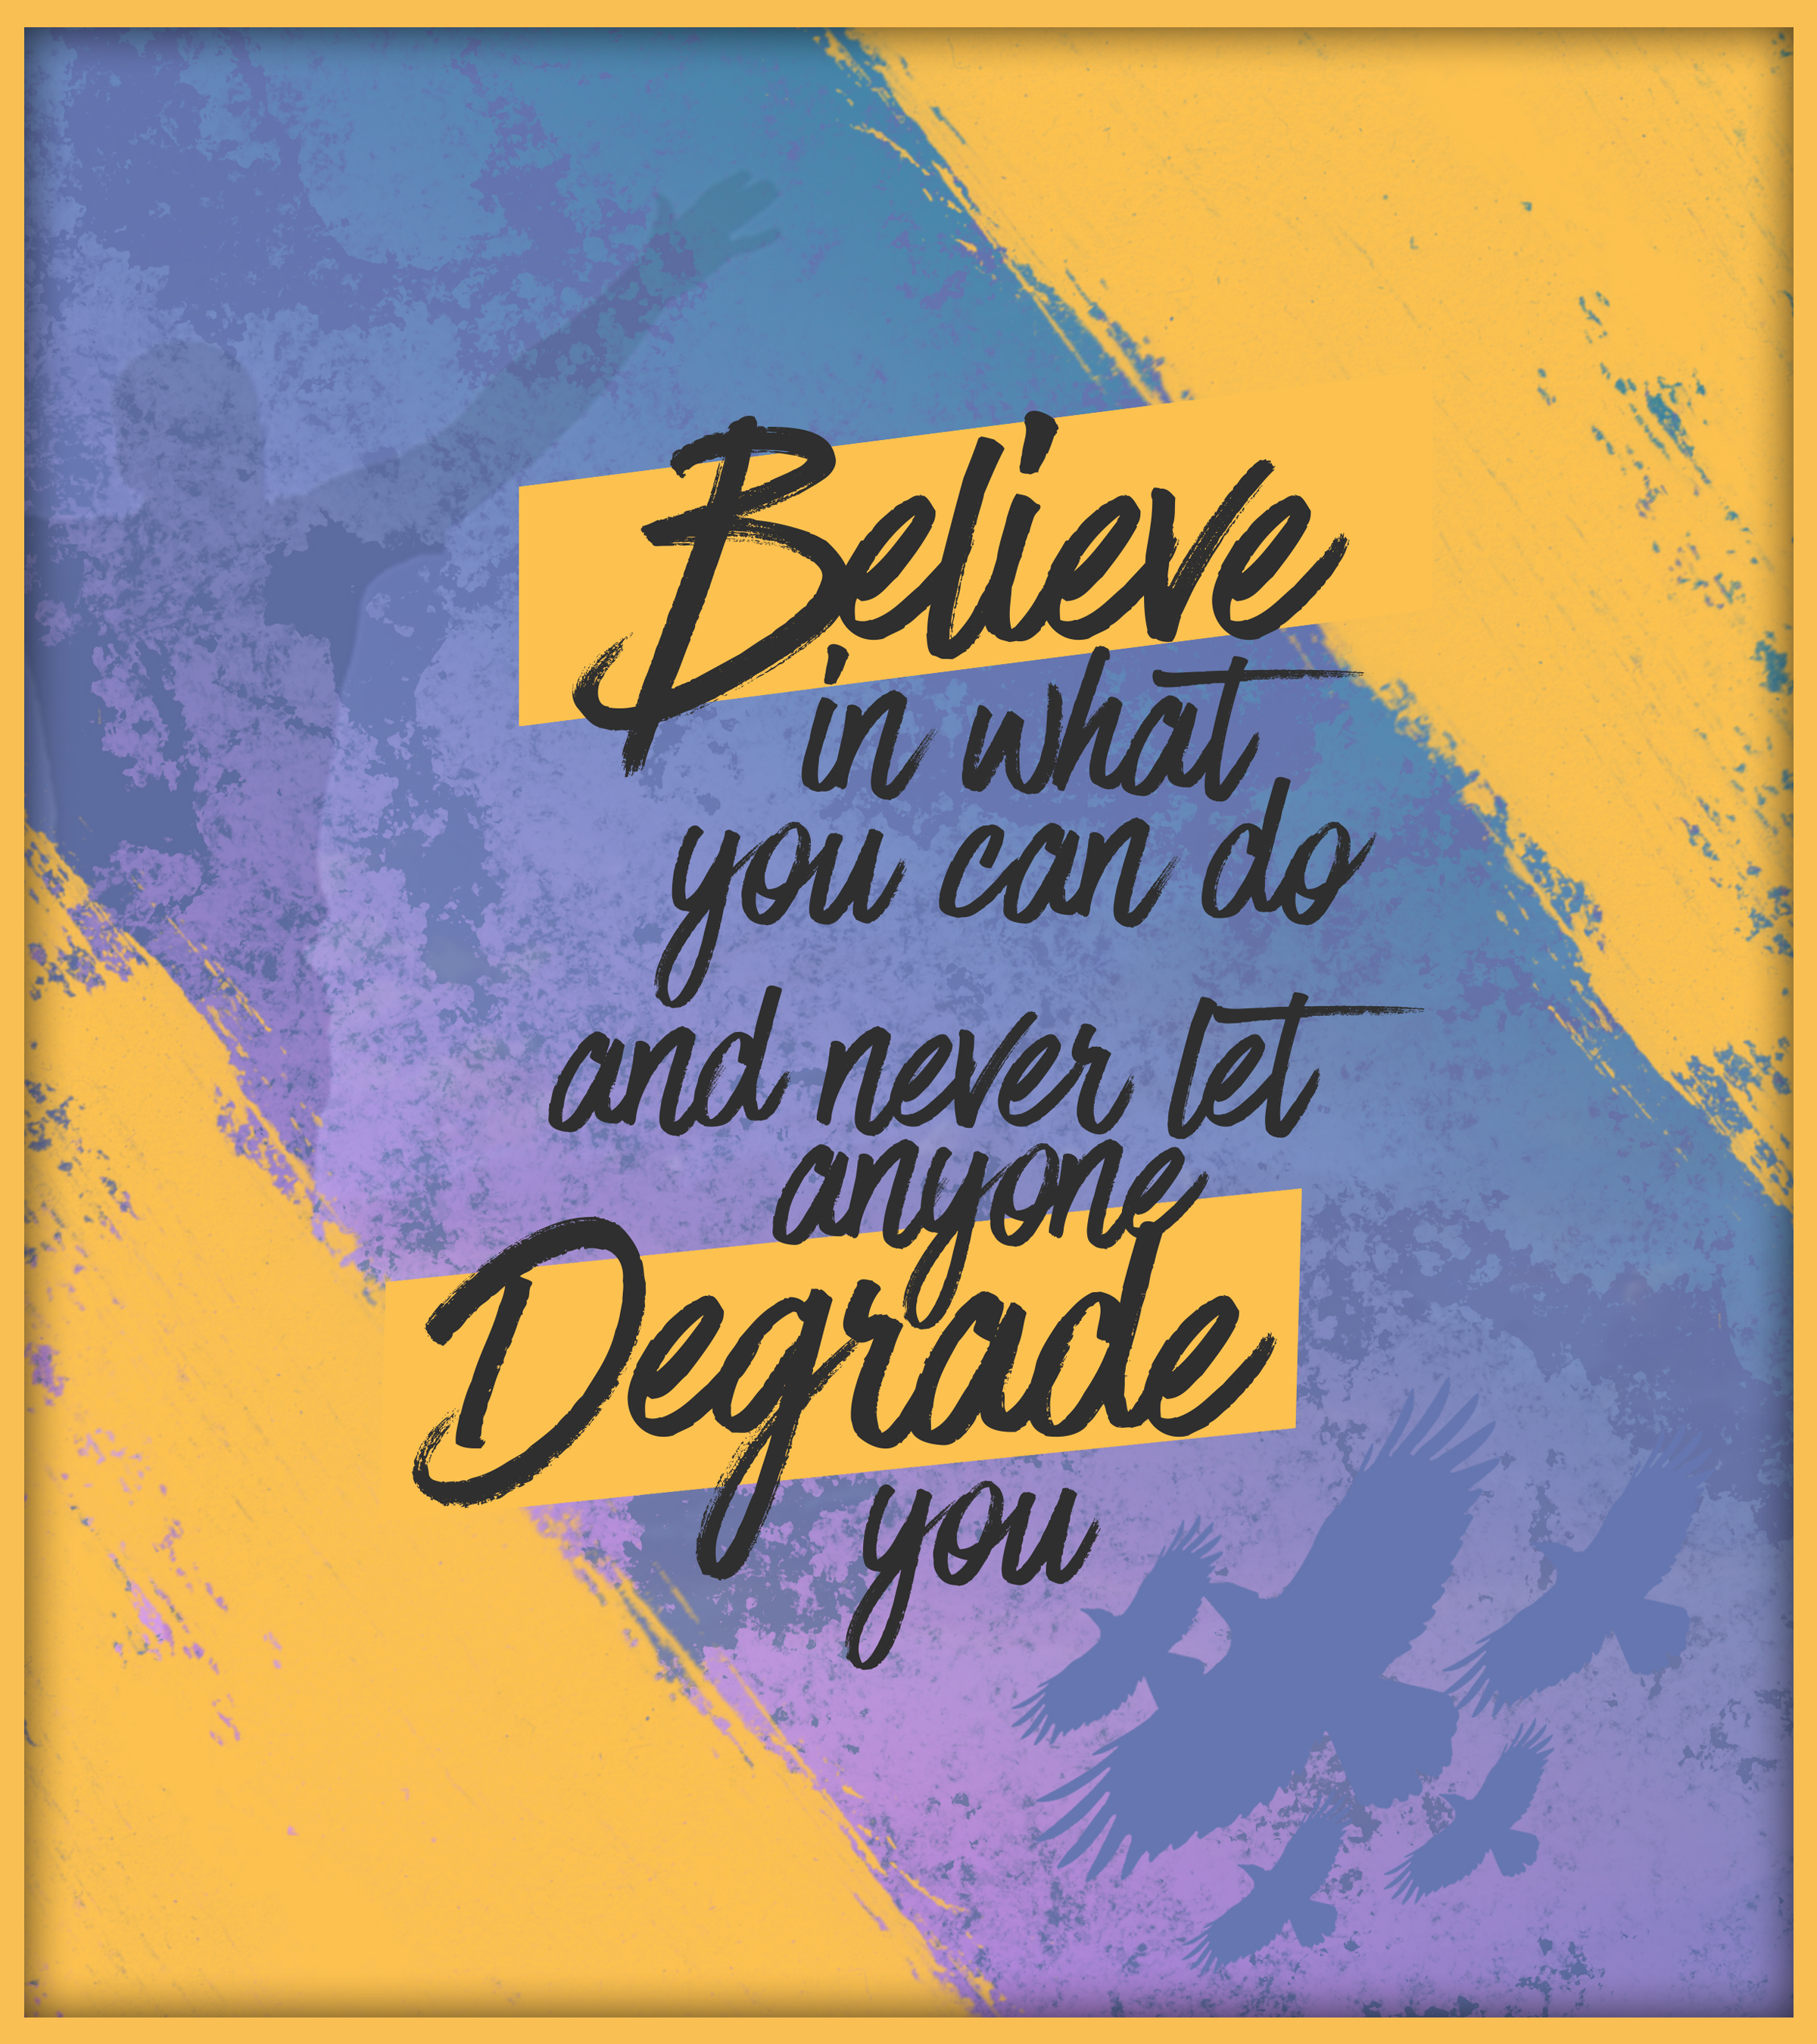 Believe
in what
you can do
and never let
anyone
Degrade
you